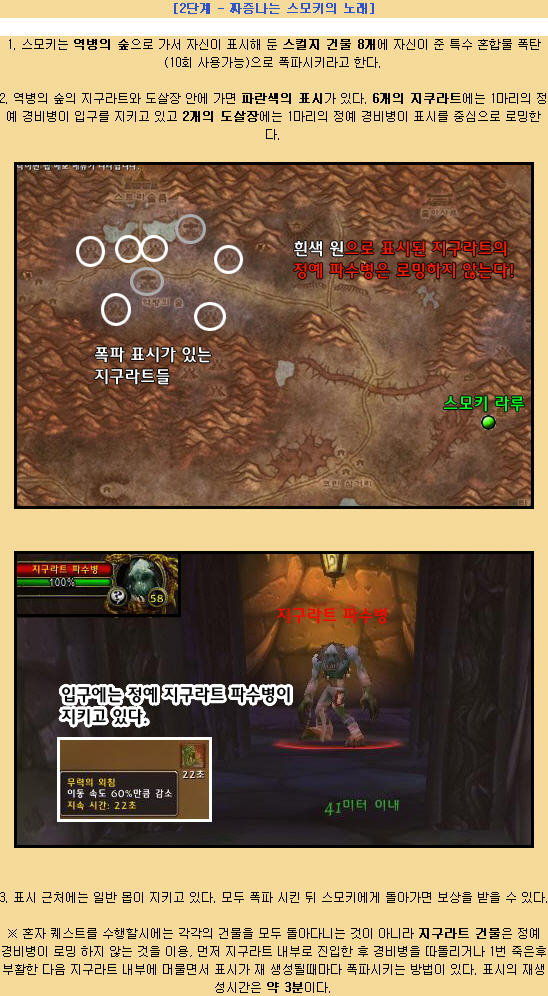 [2단계 - 짜증나는 스모키의 노래]
1. 스모키는 역병의 숲으로 가서 자신이 표시해 둔 스컬지 건물 8개에 자신이 준 특수 혼합물 폭탄
(10회 사용가능)으로 폭파시키라고 한다.
2. 역병의 숲의 지구라트와 도살장 안에 가면 파란색의 표시가 있다. 6개의 지쿠라트에는 1마리의 정
예 경비병이 입구를 지키고 있고 2개의 도살장에는 1마리의 정예 경비병이 표시를 중심으로 로밍한
다.
스트라솔름
흰색 원으로 표시된 지구라트의
정예 파수병은 로밍하지 않는다!
역병의 숲
폭파 표시가 있는
지구라트들
스모키 라루
지구라트 파수병
100%
58
지구라트 파수병
입구에는 정예 지구라트 파수병이
지키고 있다.
22초
무력의 외침
이동 속도 60%만큼 감소
지속 시간: 22초
41미터 이내
3. 표시 근처에는 일반 몹이 지키고 있다. 모두 폭파 시킨 뒤 스모키에게 돌아가면 보상을 받을 수 있다.
※ 혼자 퀘스트를 수행할시에는 각각의 건물을 모두 돌아다니는 것이 아니라 지구라트 건물은 정예
경비병이 로밍 하지 않는 것을 이용, 먼저 지구라트 내부로 진입한 후 경비병을 따돌리거나 1번 죽은후
부활한 다음 지구라트 내부에 머물면서 표시가 재 생성될때마다 폭파시키는 방법이 있다. 표시의 재생
성시간은 약 3분이다.